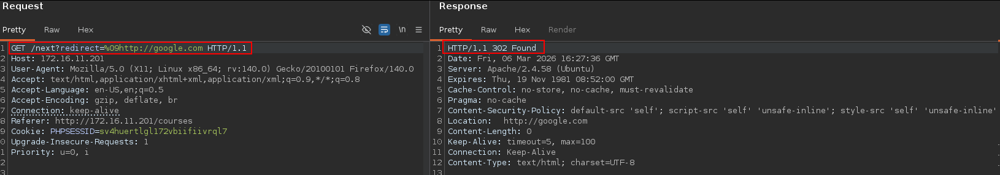 Request
Pretty Raw Hex \n
1 GET /next?redirect=%09http://google.com HTTP/1.1
2 Host: 172.16.11.201
3 User-Agent: Mozilla/5.0 (X11; Linux x86_64; rv:140.0) Gecko/20100101 Firefox/140.0
4 Accept: text/html,application/xhtml+xml,application/xml;q=0.9,*/*;q=0.8
5 Accept-Language: en-US,en;q=0.5
6 Accept-Encoding: gzip, deflate, br
7 Connection: keep-alive
8 Referer: http://172.16.11.201/courses
9 Cookie: PHPSESSID=sv4huertlgl172vbiifiivrql7
0 Upgrade-Insecure-Requests: 1
1 Priority: u=0, i
2
3
Response
Pretty Raw Hex Render
1 HTTP/1.1 302 Found
2 Date: Fri, 06 Mar 2026 16:27:36 GMT
3 Server: Apache/2.4.58 (Ubuntu)
4 Expires: Thu, 19 Nov 1981 08:52:00 GMT
5 Cache-Control: no-store, no-cache, must-revalidate
6 Pragma: no-cache
7 Content-Security-Policy: default-src 'self'; script-src 'self' 'unsafe-inline'; style-src 'self' 'unsafe-inline'
8 Location: http://google.com
9 Content-Length: 0
10 Keep-Alive: timeout=5, max=100
11 Connection: Keep-Alive
12 Content-Type: text/html; charset=UTF-8
13